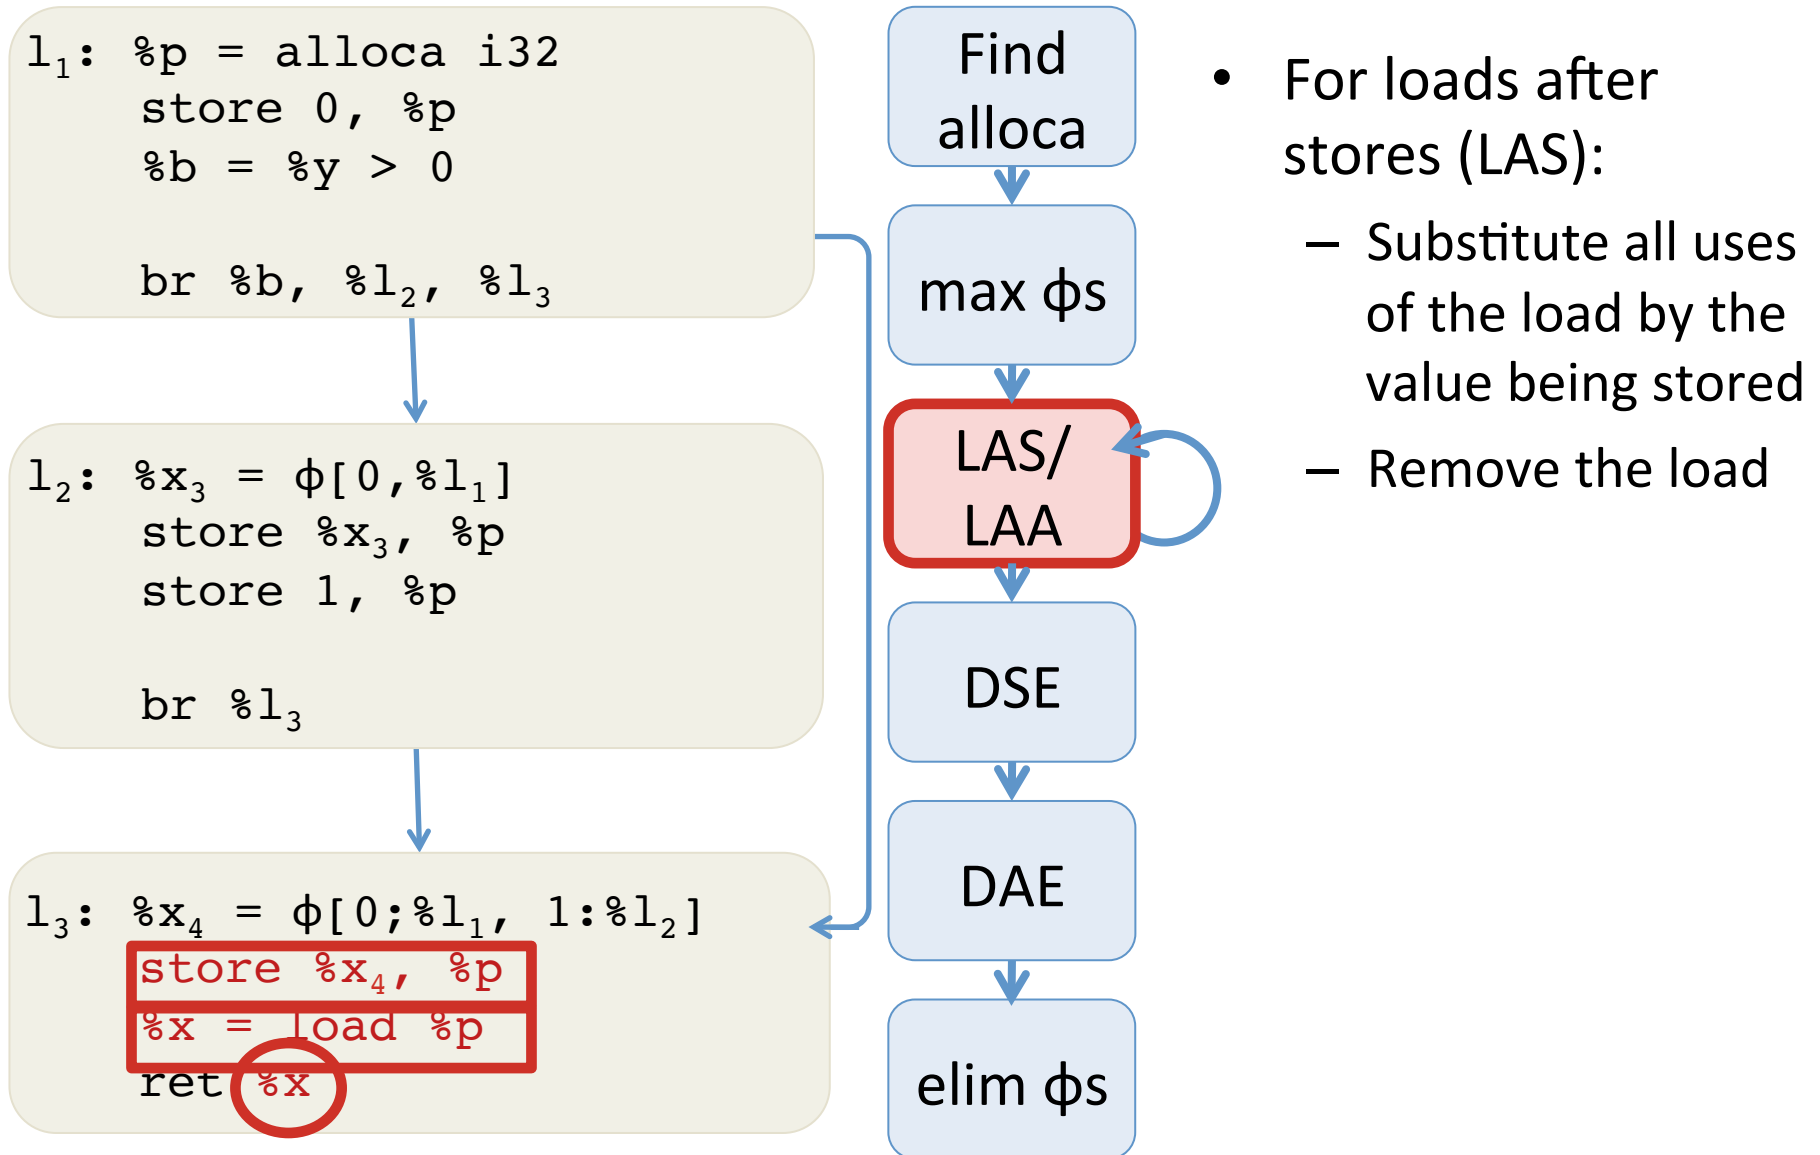 l₁: %p = alloca i32
store 0, %p
%b = %y > 0
br %b, %l₂, %l₃
l₂: %x₃ = ϕ[0,%l₁]
store %x₃, %p
store 1, %p
br %l₃
l₃: %x₄ = ϕ[0;%l₁, 1:%l₂]
store %x₄, %p
%x = load %p
ret %x
Find
alloca
max ϕs
LAS/
LAA
DSE
DAE
elim ϕs
• For loads after
stores (LAS):
– Substitute all uses
of the load by the
value being stored
– Remove the load